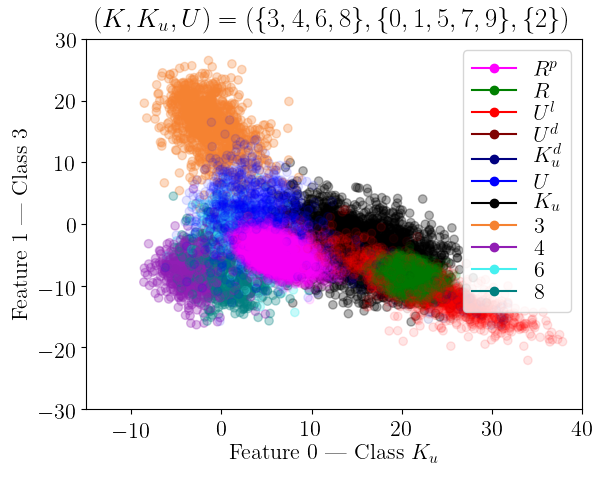 (K, K_u, U) = ({3, 4, 6, 8}, {0, 1, 5, 7, 9}, {2})
30
20
10
0
−10
−20
−30
Feature 1 — Class 3
−10 0 10 20 30 40
Feature 0 — Class K_u
R^p
R
U^l
U^d
K_u^d
U
K_u
3
4
6
8